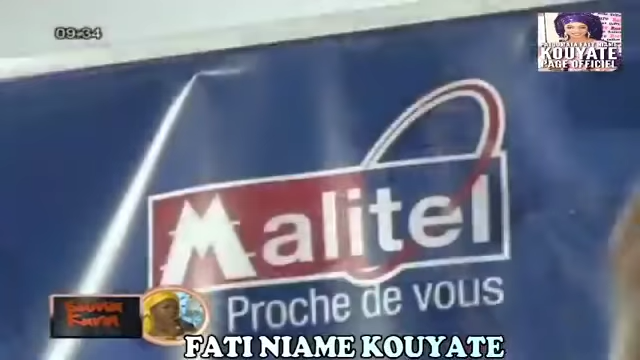 09:34
KOUYATE
PAGE OFFICIEL
Malitel
Proche de vous
FATI NIAME KOUYATE